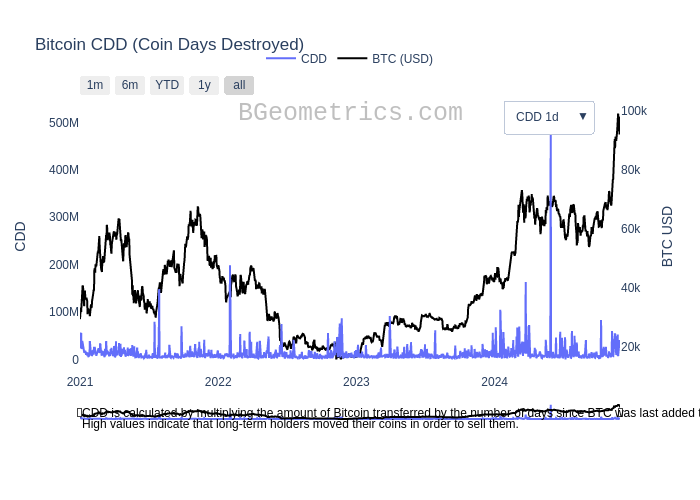 Bitcoin CDD (Coin Days Destroyed)
CDD BTC (USD)
1m 6m YTD 1y all
BGeometrics.com
CDD 1d ▼
500M
400M
300M
200M
100M
0
CDD
100k
80k
60k
40k
20k
BTC USD
2021 2022 2023 2024
CDD is calculated by multiplying the amount of Bitcoin transferred by the number of days since BTC was last added t
High values indicate that long-term holders moved their coins in order to sell them.